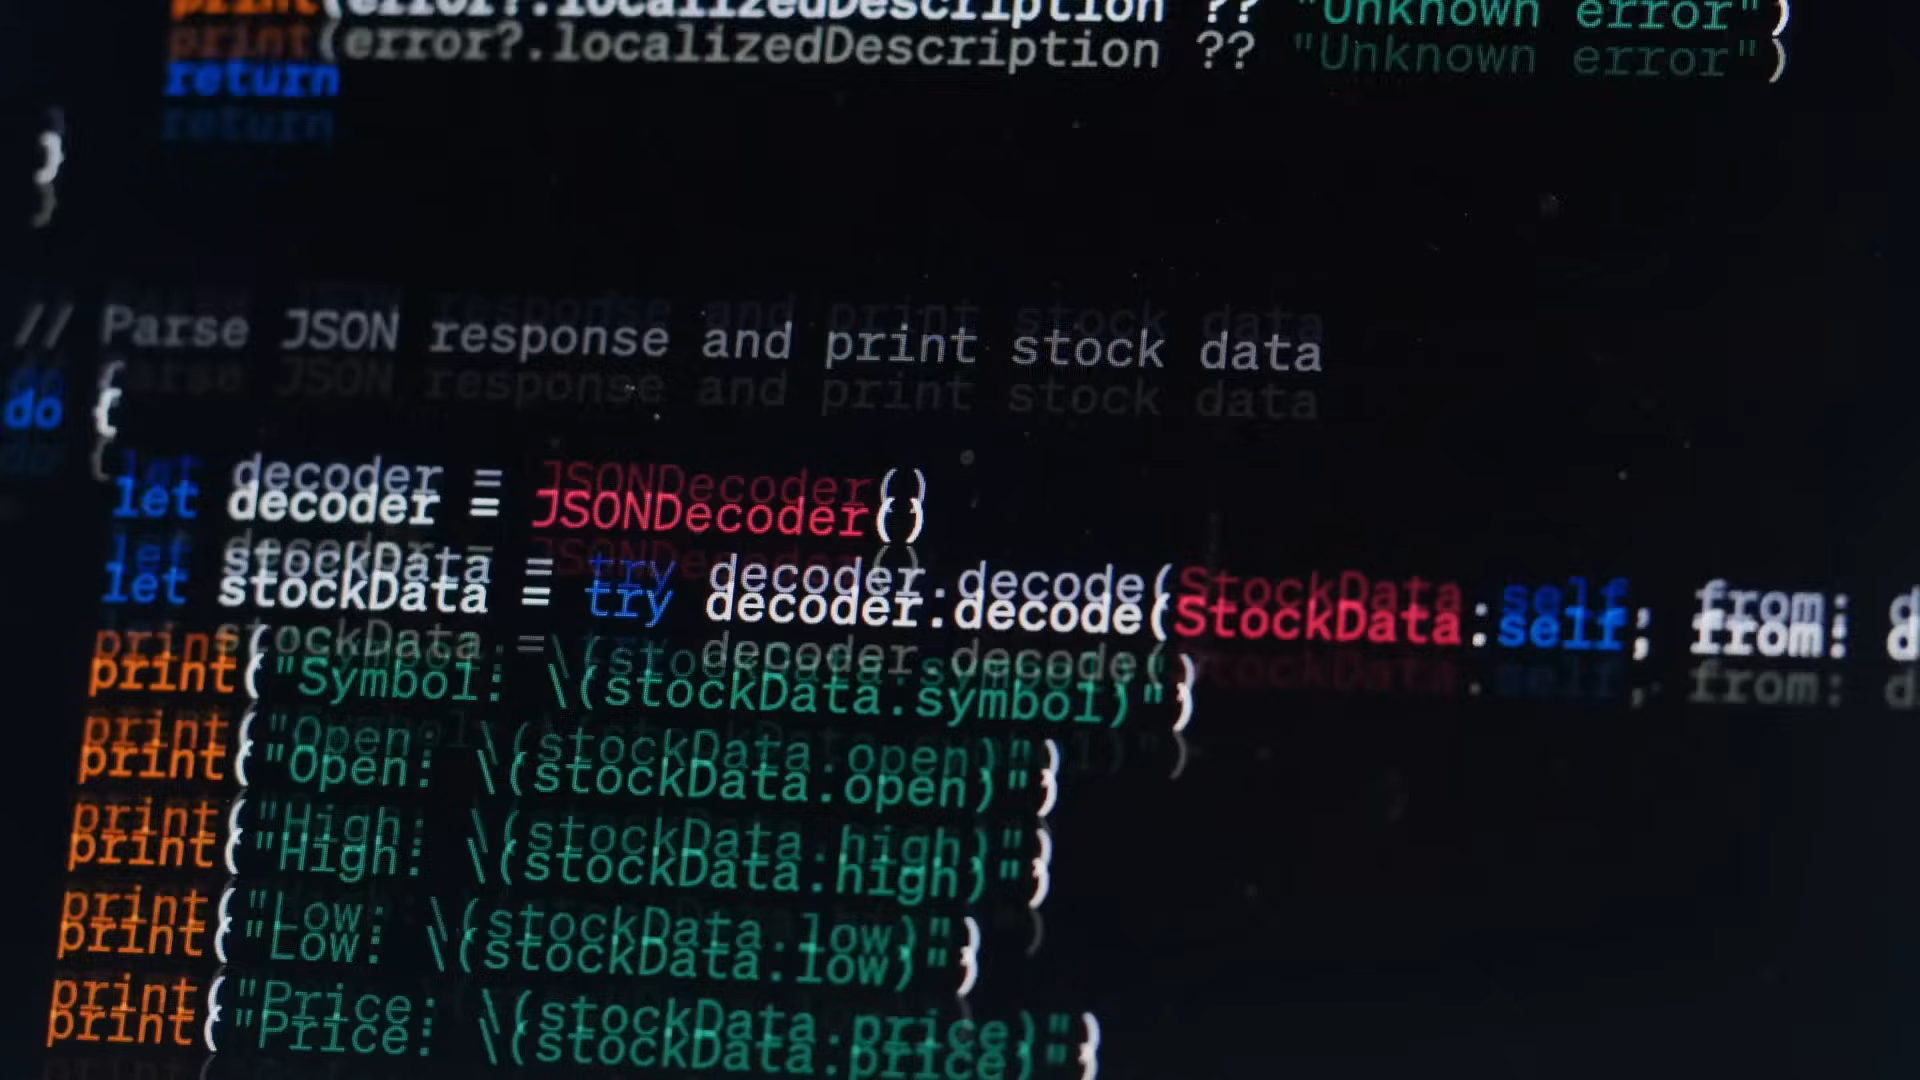 print(error?.localizedDescription ?? "Unknown error")
return
}
// Parse JSON response and print stock data
do {
let decoder = JSONDecoder()
let stockData = try decoder.decode(StockData.self, from: d
print("Symbol: \(stockData.symbol)")
print("Open: \(stockData.open)")
print("High: \(stockData.high)")
print("Low: \(stockData.low)")
print("Price: \(stockData.price)")